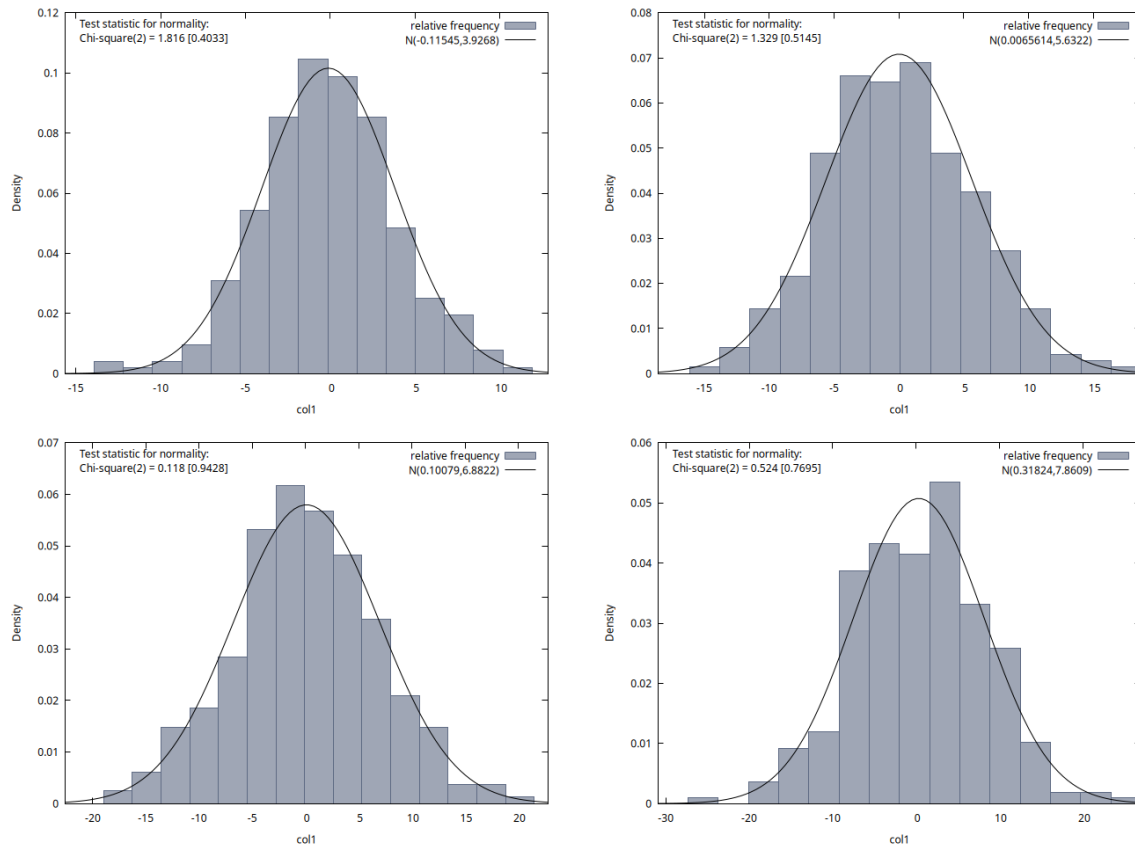 Test statistic for normality:
Chi-square(2) = 1.816 [0.4033]
relative frequency
N(-0.11545,3.9268)
0.12
0.1
0.08
0.06
0.04
0.02
0
Density
-15
-10
-5
0
5
10
col1
Test statistic for normality:
Chi-square(2) = 1.329 [0.5145]
relative frequency
N(0.0065614,5.6322)
0.08
0.07
0.06
0.05
0.04
0.03
0.02
0.01
0
Density
-15
-10
-5
0
5
10
15
col1
Test statistic for normality:
Chi-square(2) = 0.118 [0.9428]
relative frequency
N(0.10079,6.8822)
0.07
0.06
0.05
0.04
0.03
0.02
0.01
0
Density
-20
-15
-10
-5
0
5
10
15
20
col1
Test statistic for normality:
Chi-square(2) = 0.524 [0.7695]
relative frequency
N(0.31824,7.8609)
0.06
0.05
0.04
0.03
0.02
0.01
0
Density
-30
-20
-10
0
10
20
col1